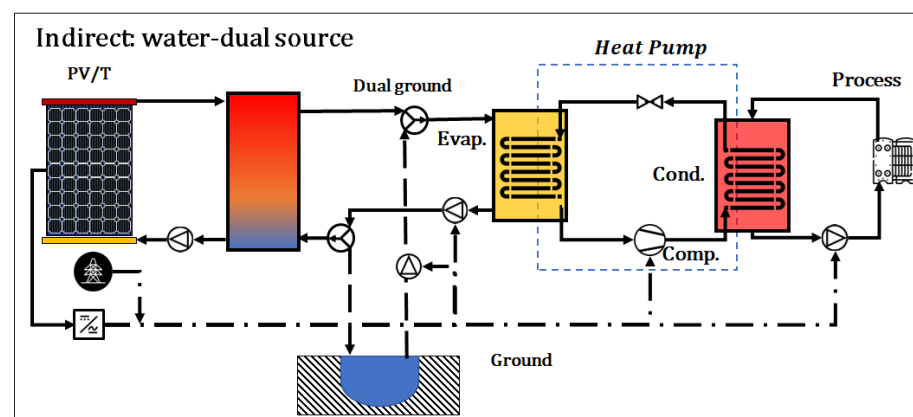 Indirect: water-dual source
Heat Pump
PV/T
Dual ground
Process
Evap.
Cond.
Comp.
Ground